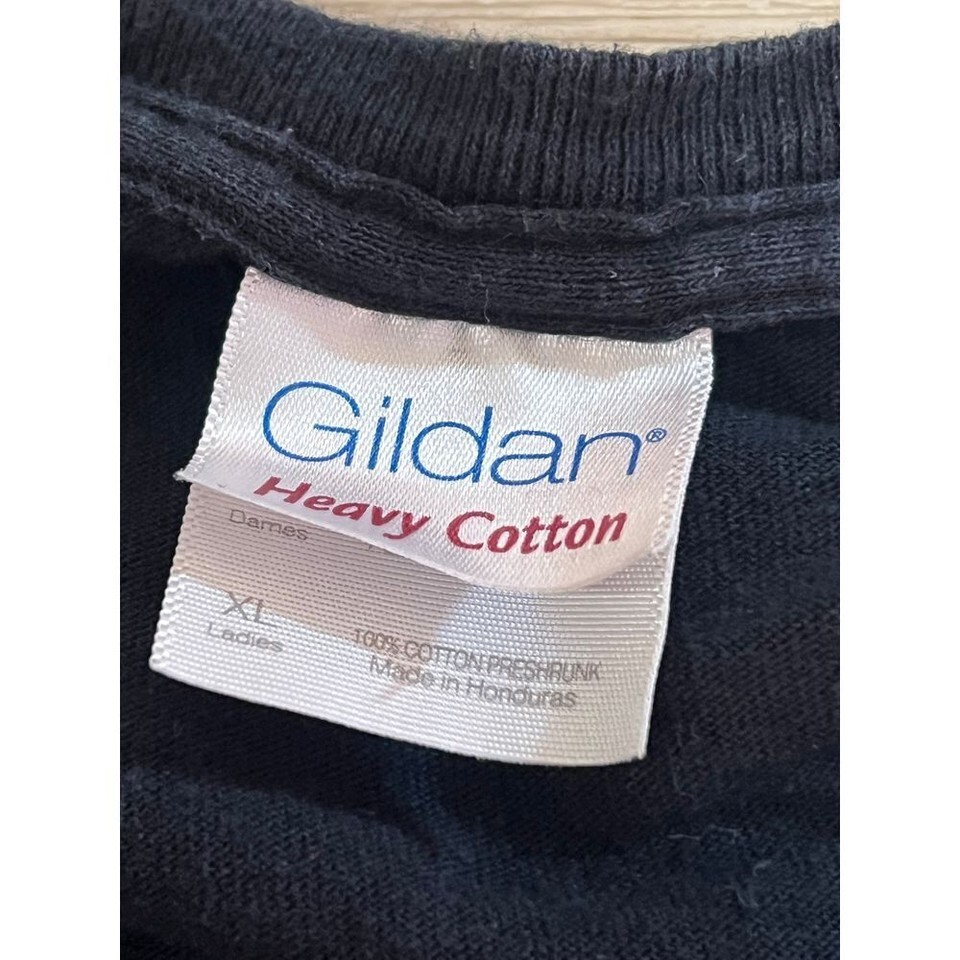 Gildan®
Heavy Cotton
Dames
XL
Ladies
100% COTTON PRESHRUNK
Made in Honduras